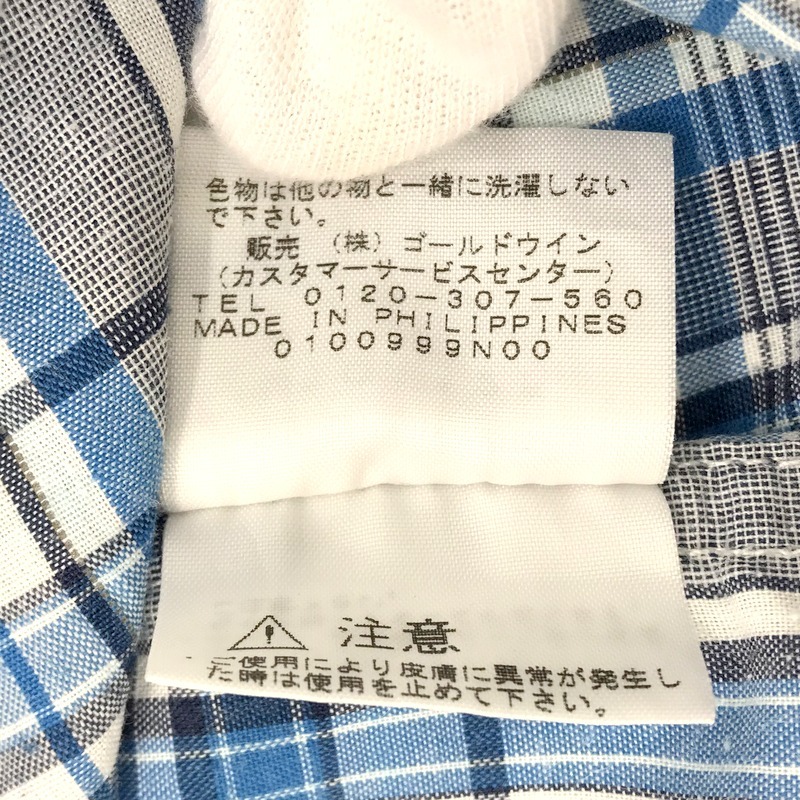 色物は他の物と一緒に洗濯しない
で下さい。
販売 (株)ゴールドウイン
(カスタマーサービスセンター)
TEL 0120-307-560
MADE IN PHILIPPINES
0100999N00
注意
ご使用により皮膚に異常が発生し
た時は使用を止めて下さい。